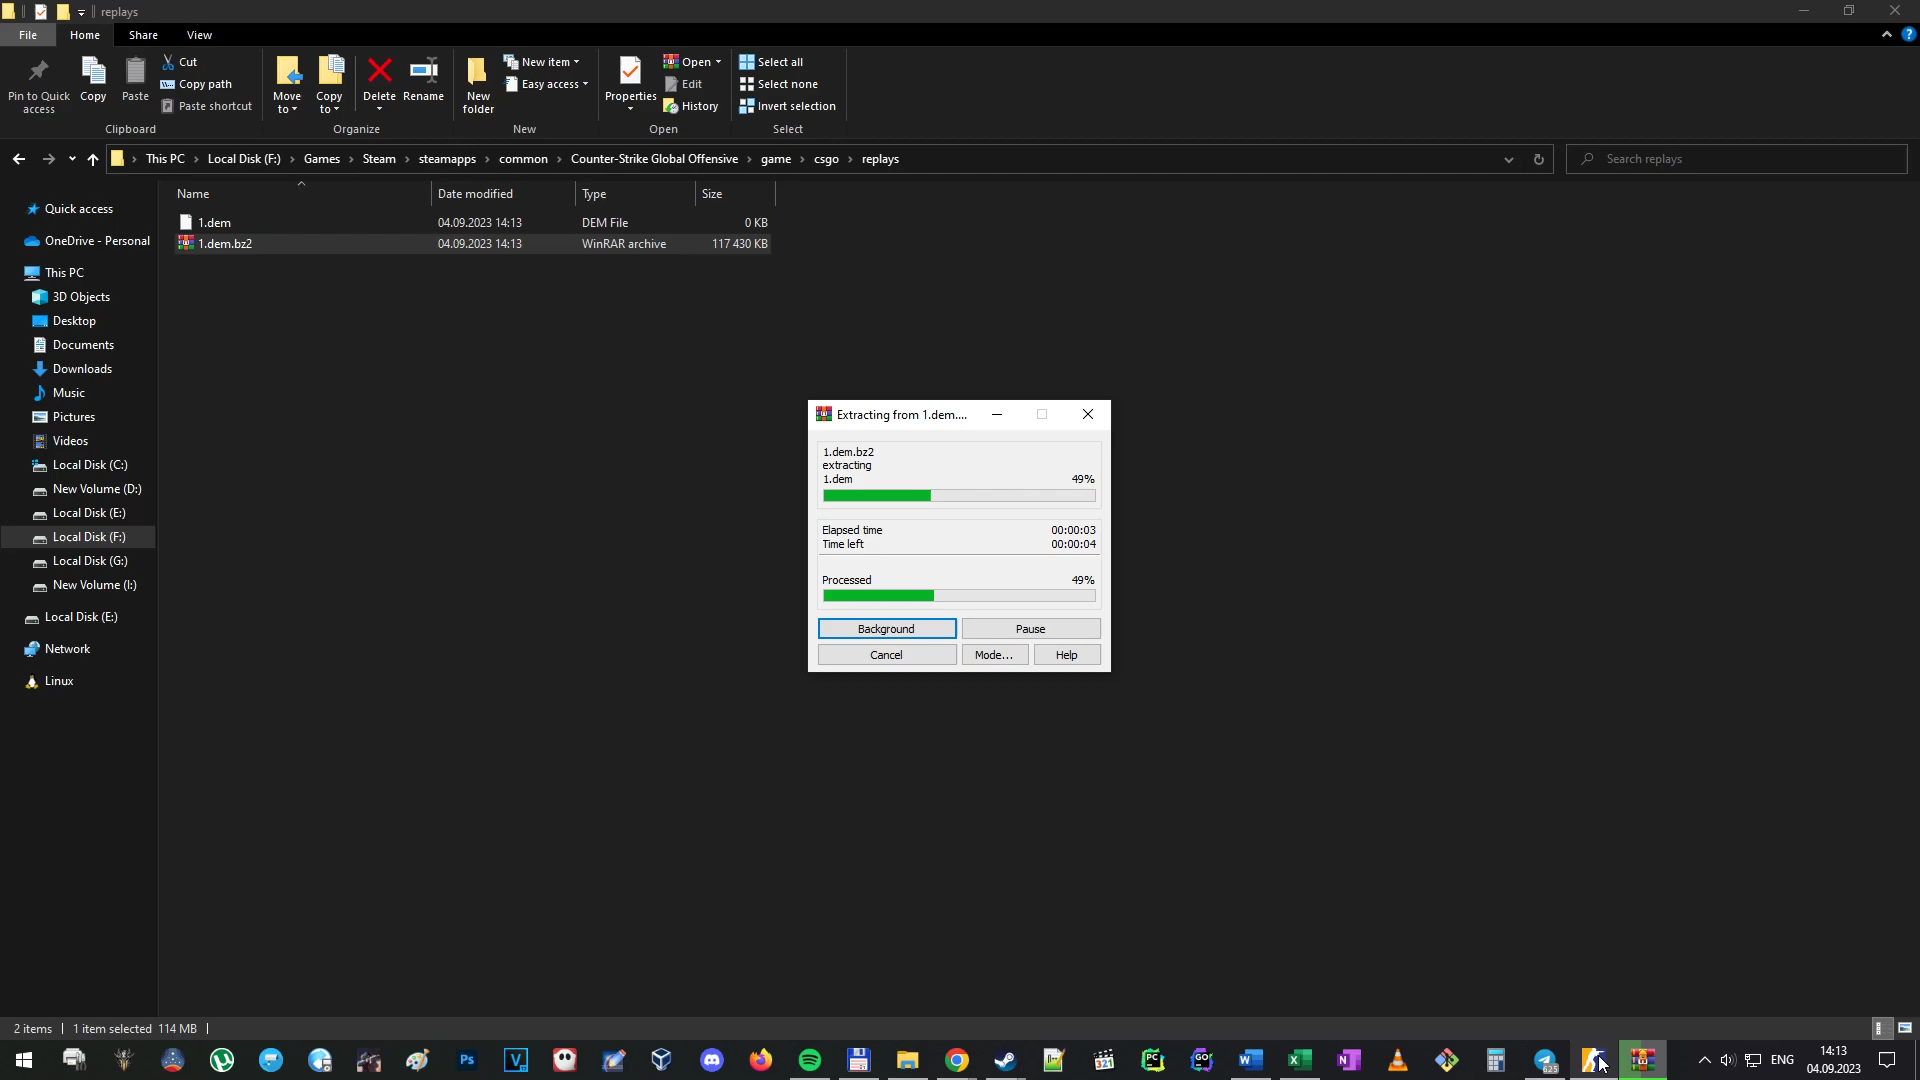 replays
File Home Share View
Pin to Quick access
Copy
Paste
Cut
Copy path
Paste shortcut
Clipboard
Move to
Copy to
Delete
Rename
Organize
New folder
New item
Easy access
New
Properties
Open
Edit
History
Open
Select all
Select none
Invert selection
Select
This PC > Local Disk (F:) > Games > Steam > steamapps > common > Counter-Strike Global Offensive > game > csgo > replays
Search replays
Name Date modified Type Size
1.dem 04.09.2023 14:13 DEM File 0 KB
1.dem.bz2 04.09.2023 14:13 WinRAR archive 117 430 KB
Quick access
OneDrive - Personal
This PC
3D Objects
Desktop
Documents
Downloads
Music
Pictures
Videos
Local Disk (C:)
New Volume (D:)
Local Disk (E:)
Local Disk (F:)
Local Disk (G:)
New Volume (I:)
Local Disk (E:)
Network
Linux
Extracting from 1.dem....
1.dem.bz2
extracting
1.dem 49%
Elapsed time 00:00:03
Time left 00:00:04
Processed 49%
Background Pause
Cancel Mode... Help
2 items 1 item selected 114 MB
Ps
V
321
PC
GO
W
X
N
625
ENG
14:13
04.09.2023